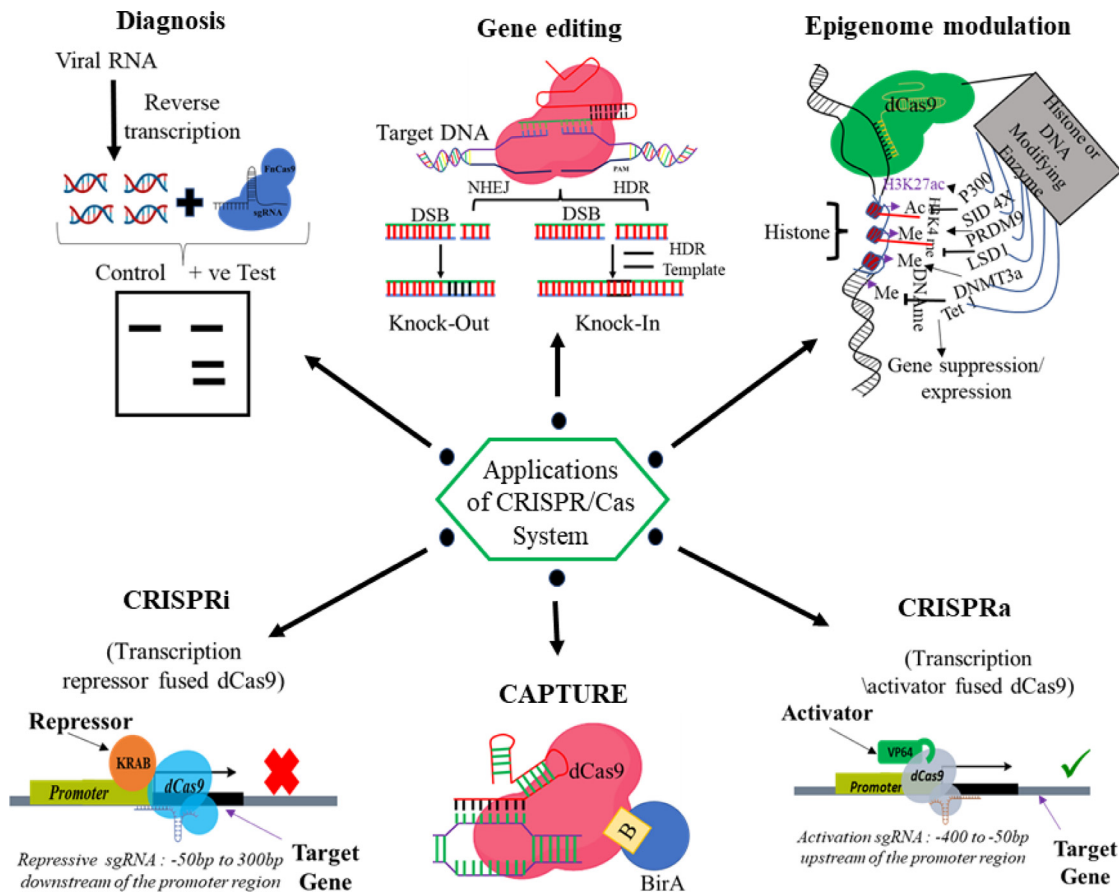 Diagnosis
Viral RNA
Reverse
transcription
FnCas9
sgRNA
Control + ve Test
Gene editing
Target DNA
PAM
NHEJ HDR
DSB DSB
HDR
Template
Knock-Out Knock-In
Epigenome modulation
dCas9
Histone or
DNA
Modifying
Enzyme
H3K27ac
P300
Ac
SID 4X
H3K4 me
Me
PRDM9
Histone
LSD1
Me
DNMT3a
DNAme
Me
Tet 1
Gene suppression/
expression
Applications
of CRISPR/Cas
System
CRISPRi
(Transcription
repressor fused dCas9)
Repressor
KRAB
dCas9
Promoter
Target
Gene
Repressive sgRNA : -50bp to 300bp
downstream of the promoter region
CAPTURE
dCas9
B
BirA
CRISPRa
(Transcription
\activator fused dCas9)
Activator
VP64
dCas9
Promoter
Activation sgRNA : -400 to -50bp
upstream of the promoter region
Target
Gene